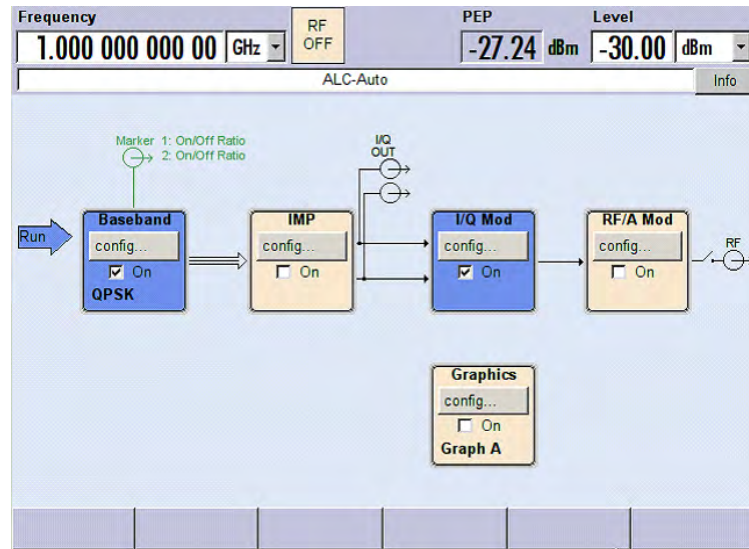 Frequency
RF OFF
PEP
Level
1.000 000 000 00 GHz
-27.24 dBm
-30.00 dBm
ALC-Auto
Info
Marker 1: On/Off Ratio
2: On/Off Ratio
I/Q OUT
Run
Baseband
config...
On
QPSK
IMP
config...
On
I/Q Mod
config...
On
RF/A Mod
config...
On
RF
Graphics
config...
On
Graph A